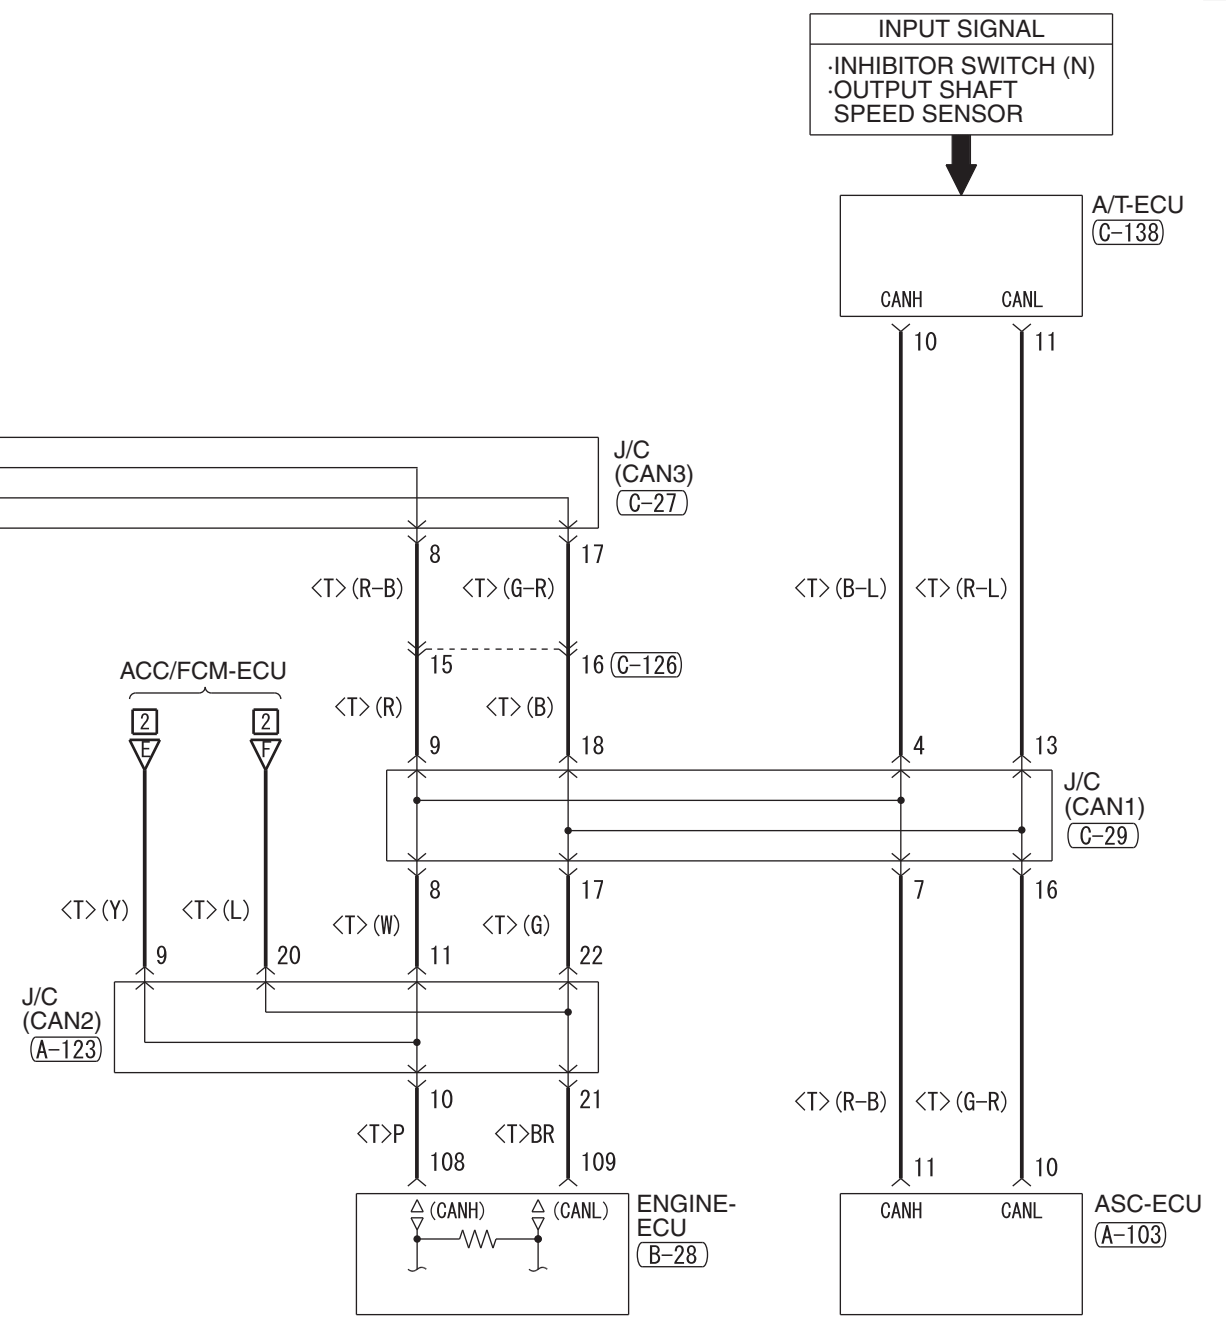 INPUT SIGNAL
·INHIBITOR SWITCH (N)
·OUTPUT SHAFT
SPEED SENSOR
A/T-ECU
C-138
CANH CANL
10 11
J/C
(CAN3)
C-27
8 17
<T>(R-B) <T>(G-R) <T>(B-L) <T>(R-L)
15 16 C-126
ACC/FCM-ECU
<T>(R) <T>(B)
2 2
E F
9 18 4 13
J/C
(CAN1)
C-29
8 17 7 16
<T>(Y) <T>(L) <T>(W) <T>(G)
9 20 11 22
J/C
(CAN2)
A-123
10 21
<T>(R-B) <T>(G-R)
<T>P <T>BR
108 109 11 10
(CANH) (CANL)
ENGINE-
ECU
B-28
CANH CANL
ASC-ECU
A-103